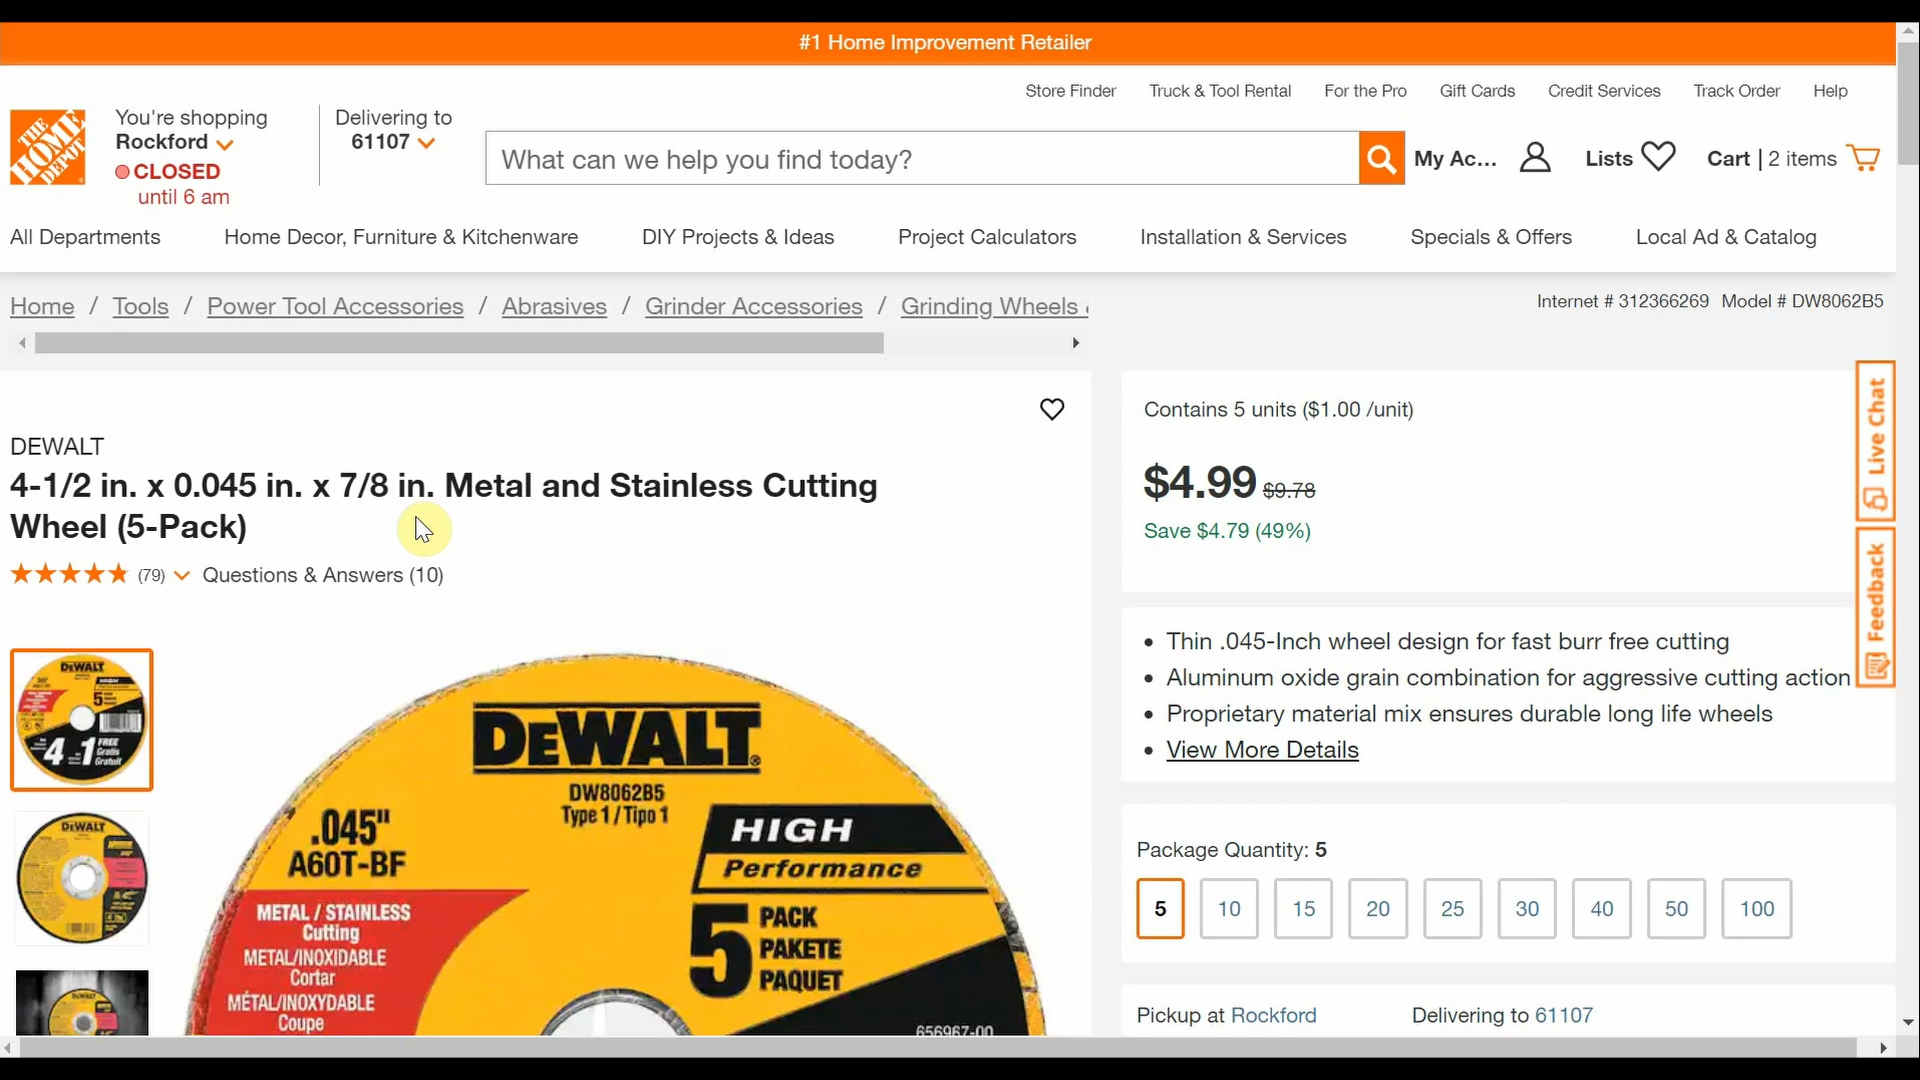 #1 Home Improvement Retailer
Store Finder Truck & Tool Rental For the Pro Gift Cards Credit Services Track Order Help
THE HOME DEPOT
You're shopping
Rockford
CLOSED
until 6 am
Delivering to
61107
What can we help you find today?
My Ac...
Lists
Cart | 2 items
All Departments Home Decor, Furniture & Kitchenware DIY Projects & Ideas Project Calculators Installation & Services Specials & Offers Local Ad & Catalog
Home / Tools / Power Tool Accessories / Abrasives / Grinder Accessories / Grinding Wheels
Internet # 312366269 Model # DW8062B5
DEWALT
4-1/2 in. x 0.045 in. x 7/8 in. Metal and Stainless Cutting
Wheel (5-Pack)
(79) Questions & Answers (10)
Contains 5 units ($1.00 /unit)
$4.99 $9.78
Save $4.79 (49%)
Live Chat
Feedback
• Thin .045-Inch wheel design for fast burr free cutting
• Aluminum oxide grain combination for aggressive cutting action
• Proprietary material mix ensures durable long life wheels
• View More Details
Package Quantity: 5
5 10 15 20 25 30 40 50 100
Pickup at Rockford
Delivering to 61107
DEWALT
HIGH
5
4 1 FREE
Gratis
Gratuit
DEWALT
DEWALT
DEWALT
DW8062B5
Type 1 / Tipo 1
.045"
A60T-BF
HIGH
Performance
METAL / STAINLESS
Cutting
METAL/INOXIDABLE
Cortar
MÉTAL/INOXYDABLE
Coupe
5 PACK
PAKETE
PAQUET
656967-00